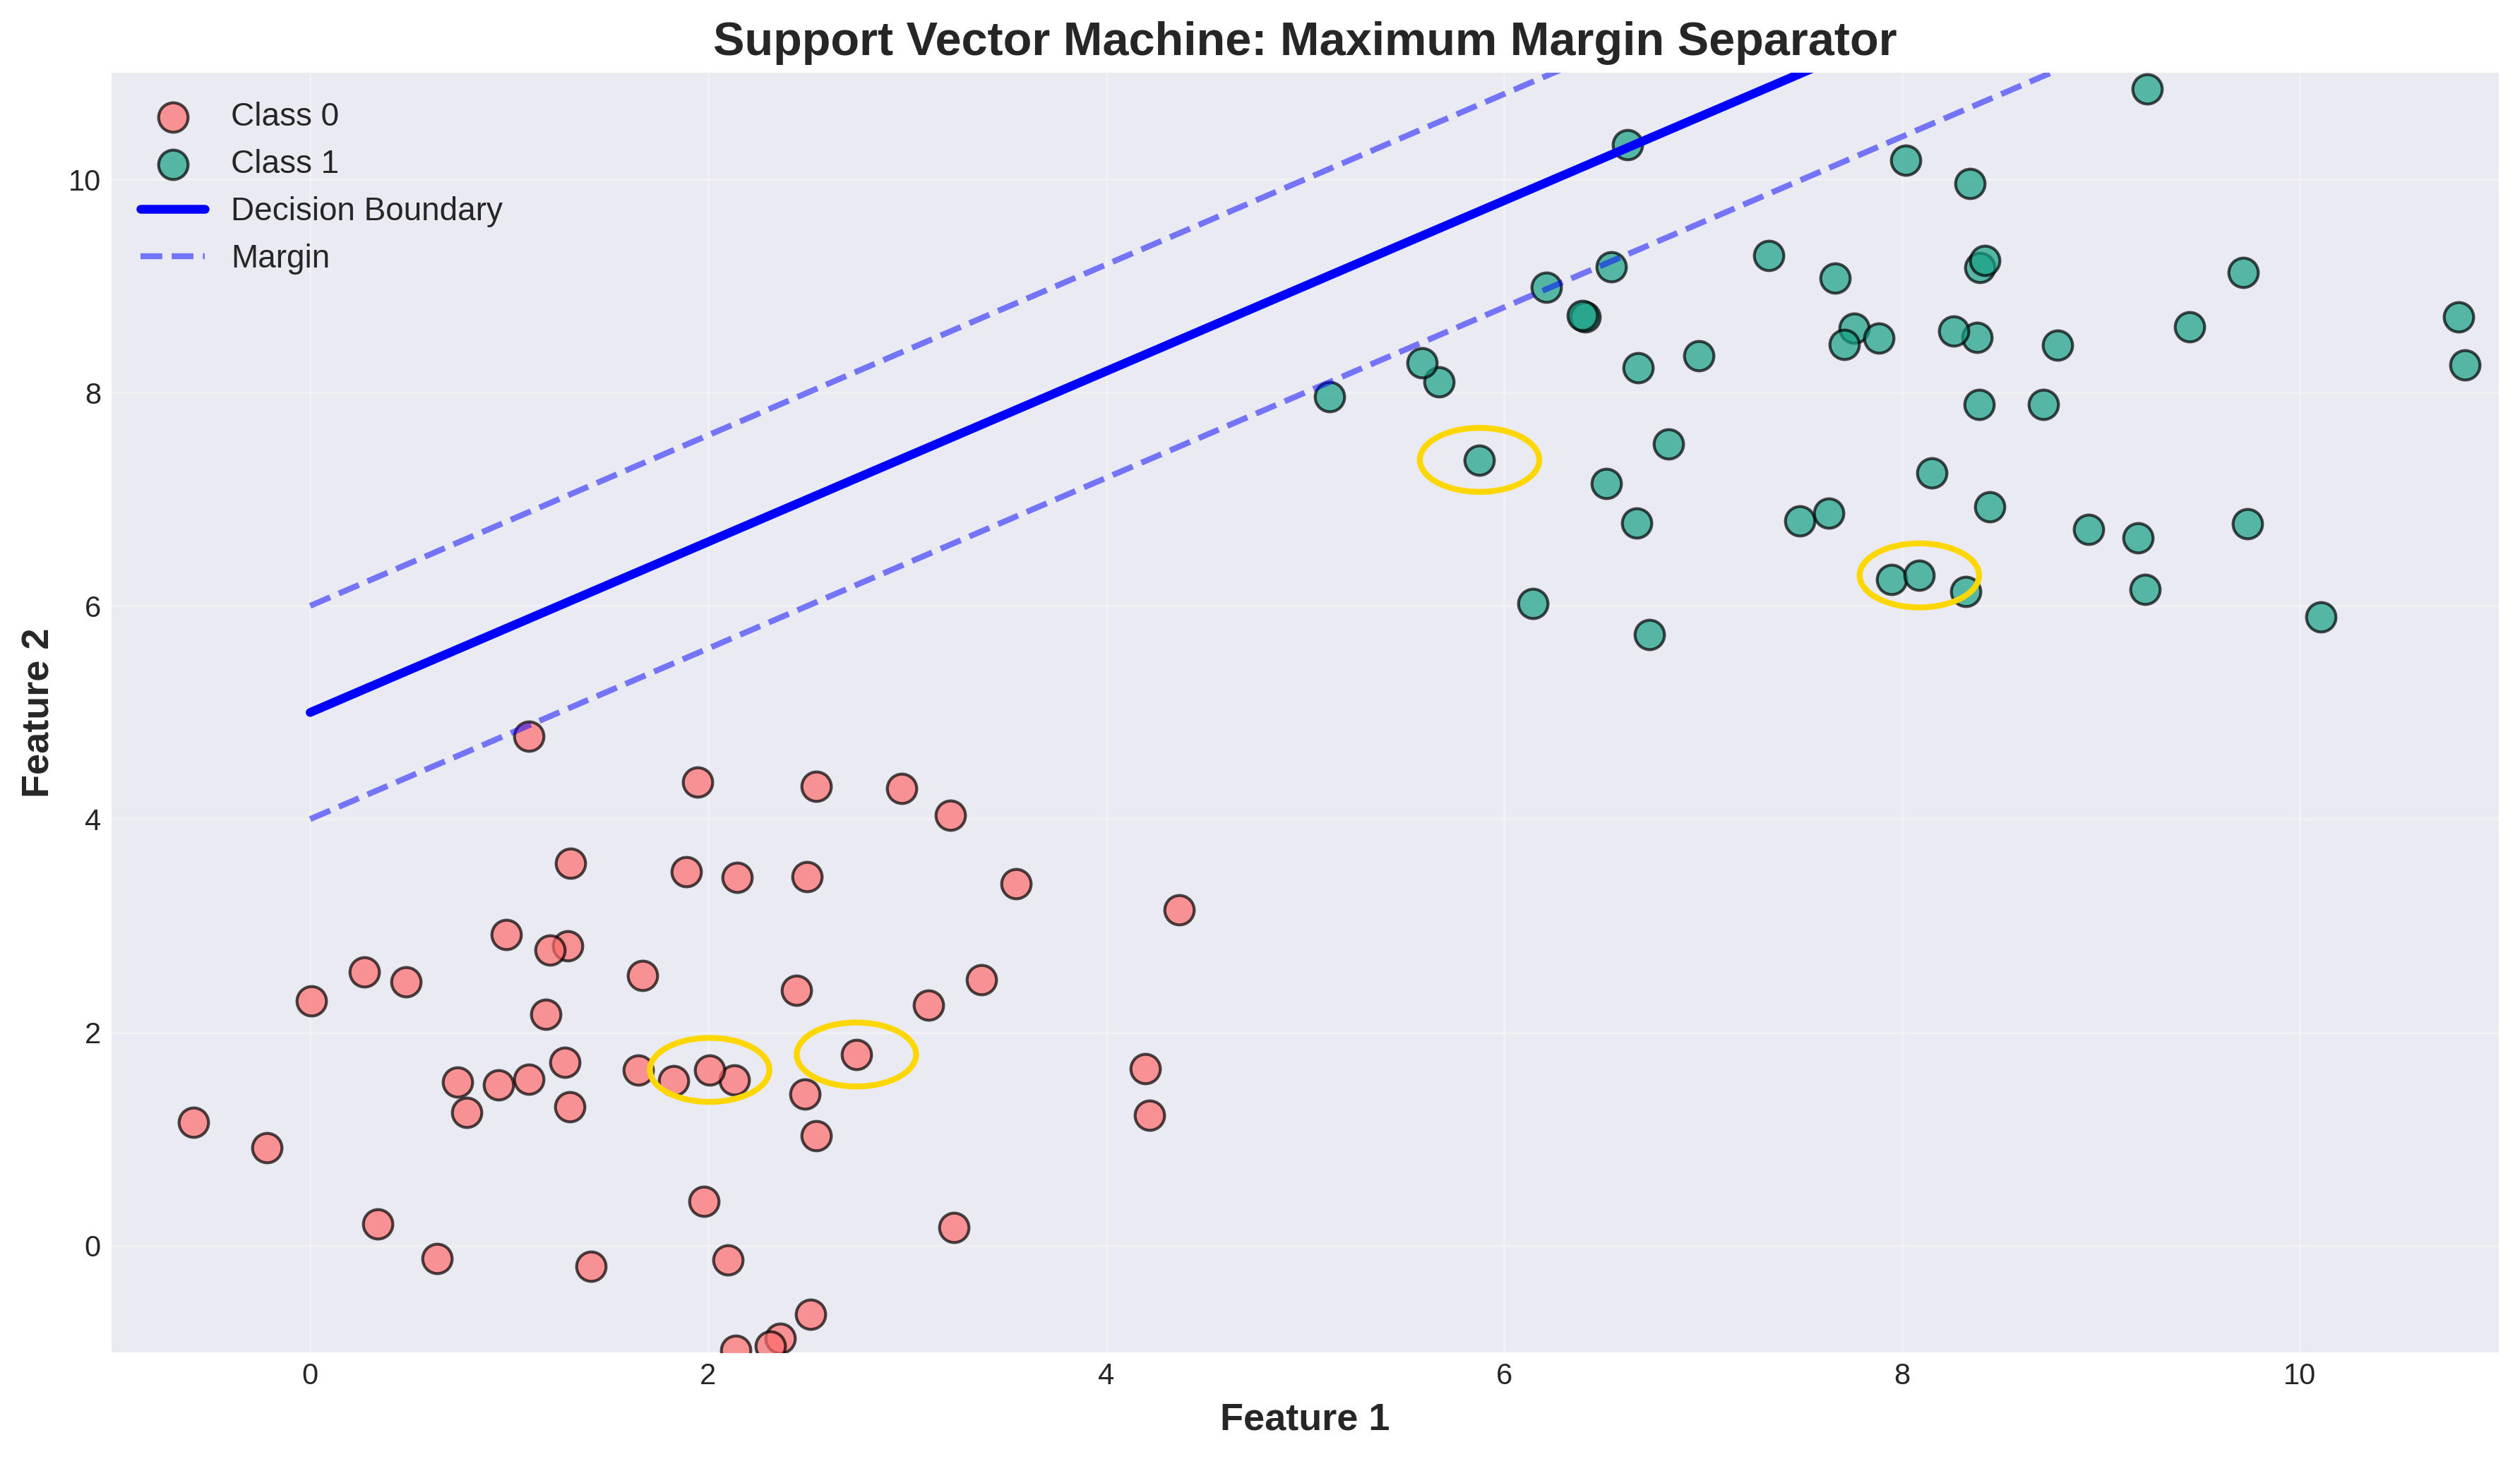 Support Vector Machine: Maximum Margin Separator
Class 0
Class 1
Decision Boundary
Margin
10
8
6
4
2
0
Feature 2
0
2
4
6
8
10
Feature 1